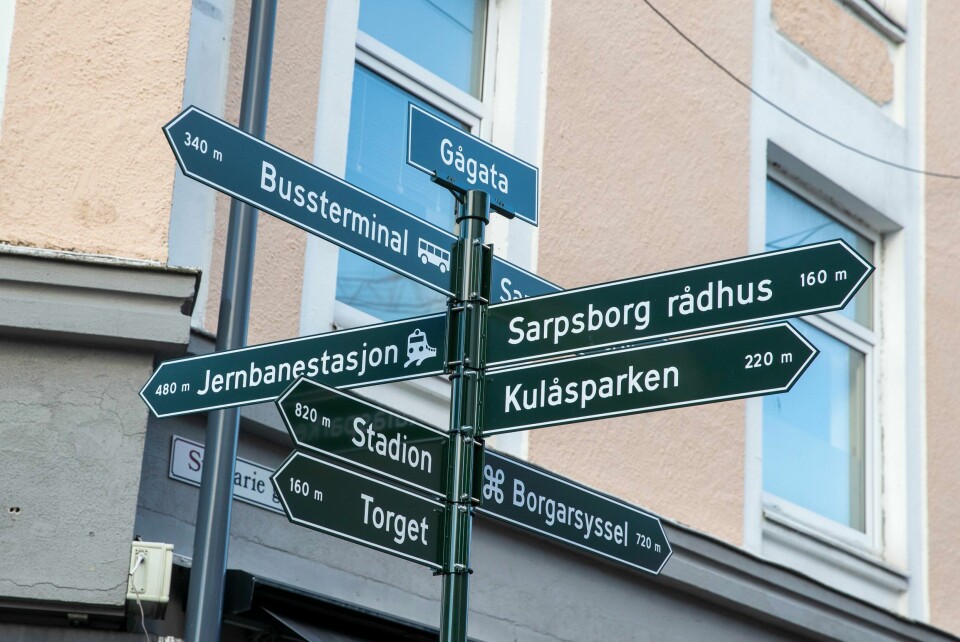 Gågata
340 m Bussterminal
Sarpsborg rådhus 160 m
480 m Jernbanestasjon
Kulåsparken 220 m
820 m Stadion
160 m Torget
Borgarsyssel 720 m